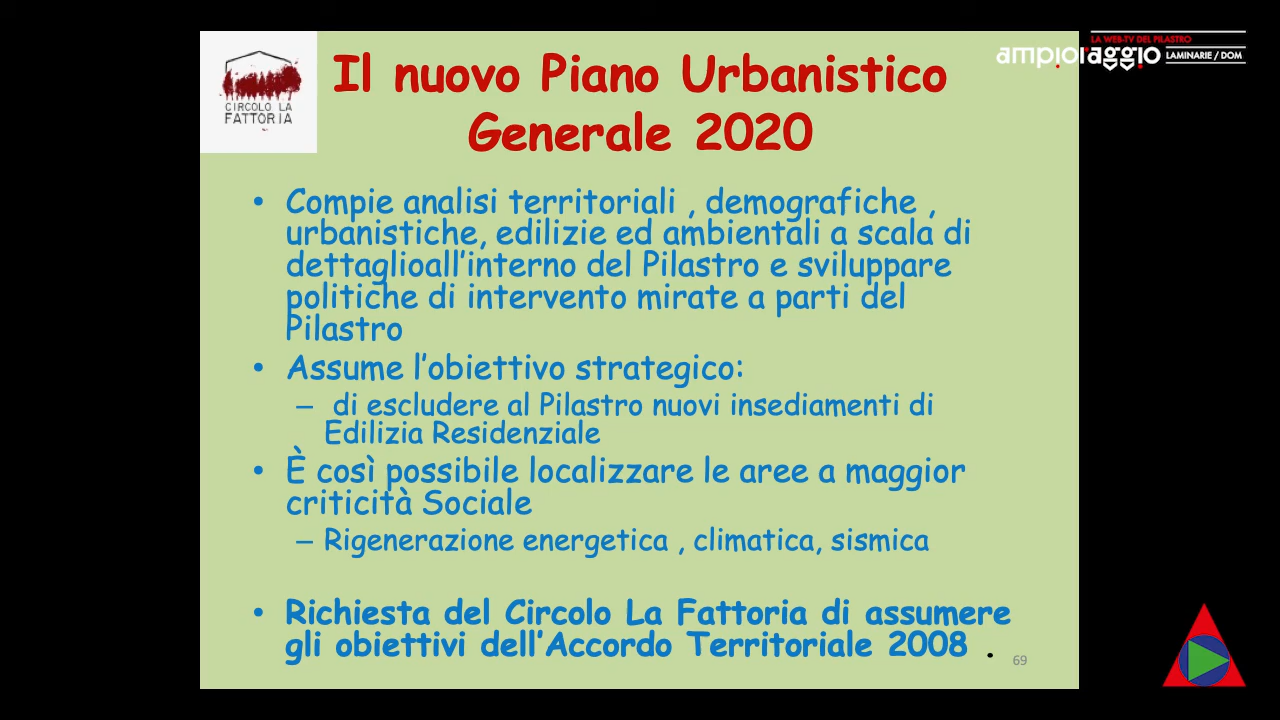 LA WEB-TV DEL PILASTRO
ampioraggio
LAMINARIE / DOM
CIRCOLO LA
FATTORIA
Il nuovo Piano Urbanistico
Generale 2020
• Compie analisi territoriali , demografiche ,
urbanistiche, edilizie ed ambientali a scala di
dettaglioall’interno del Pilastro e sviluppare
politiche di intervento mirate a parti del
Pilastro
• Assume l’obiettivo strategico:
– di escludere al Pilastro nuovi insediamenti di
Edilizia Residenziale
• È così possibile localizzare le aree a maggior
criticità Sociale
– Rigenerazione energetica , climatica, sismica
• Richiesta del Circolo La Fattoria di assumere
gli obiettivi dell’Accordo Territoriale 2008 .
69